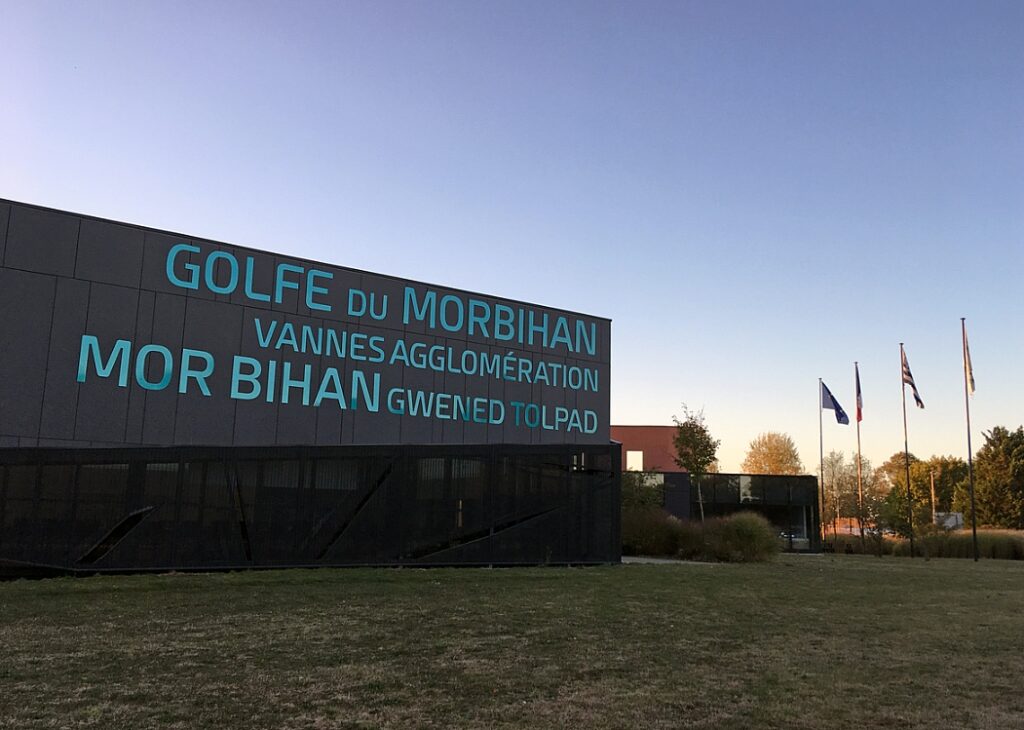 GOLFE DU MORBIHAN
VANNES AGGLOMÉRATION
MOR BIHAN GWENED TOLPAD